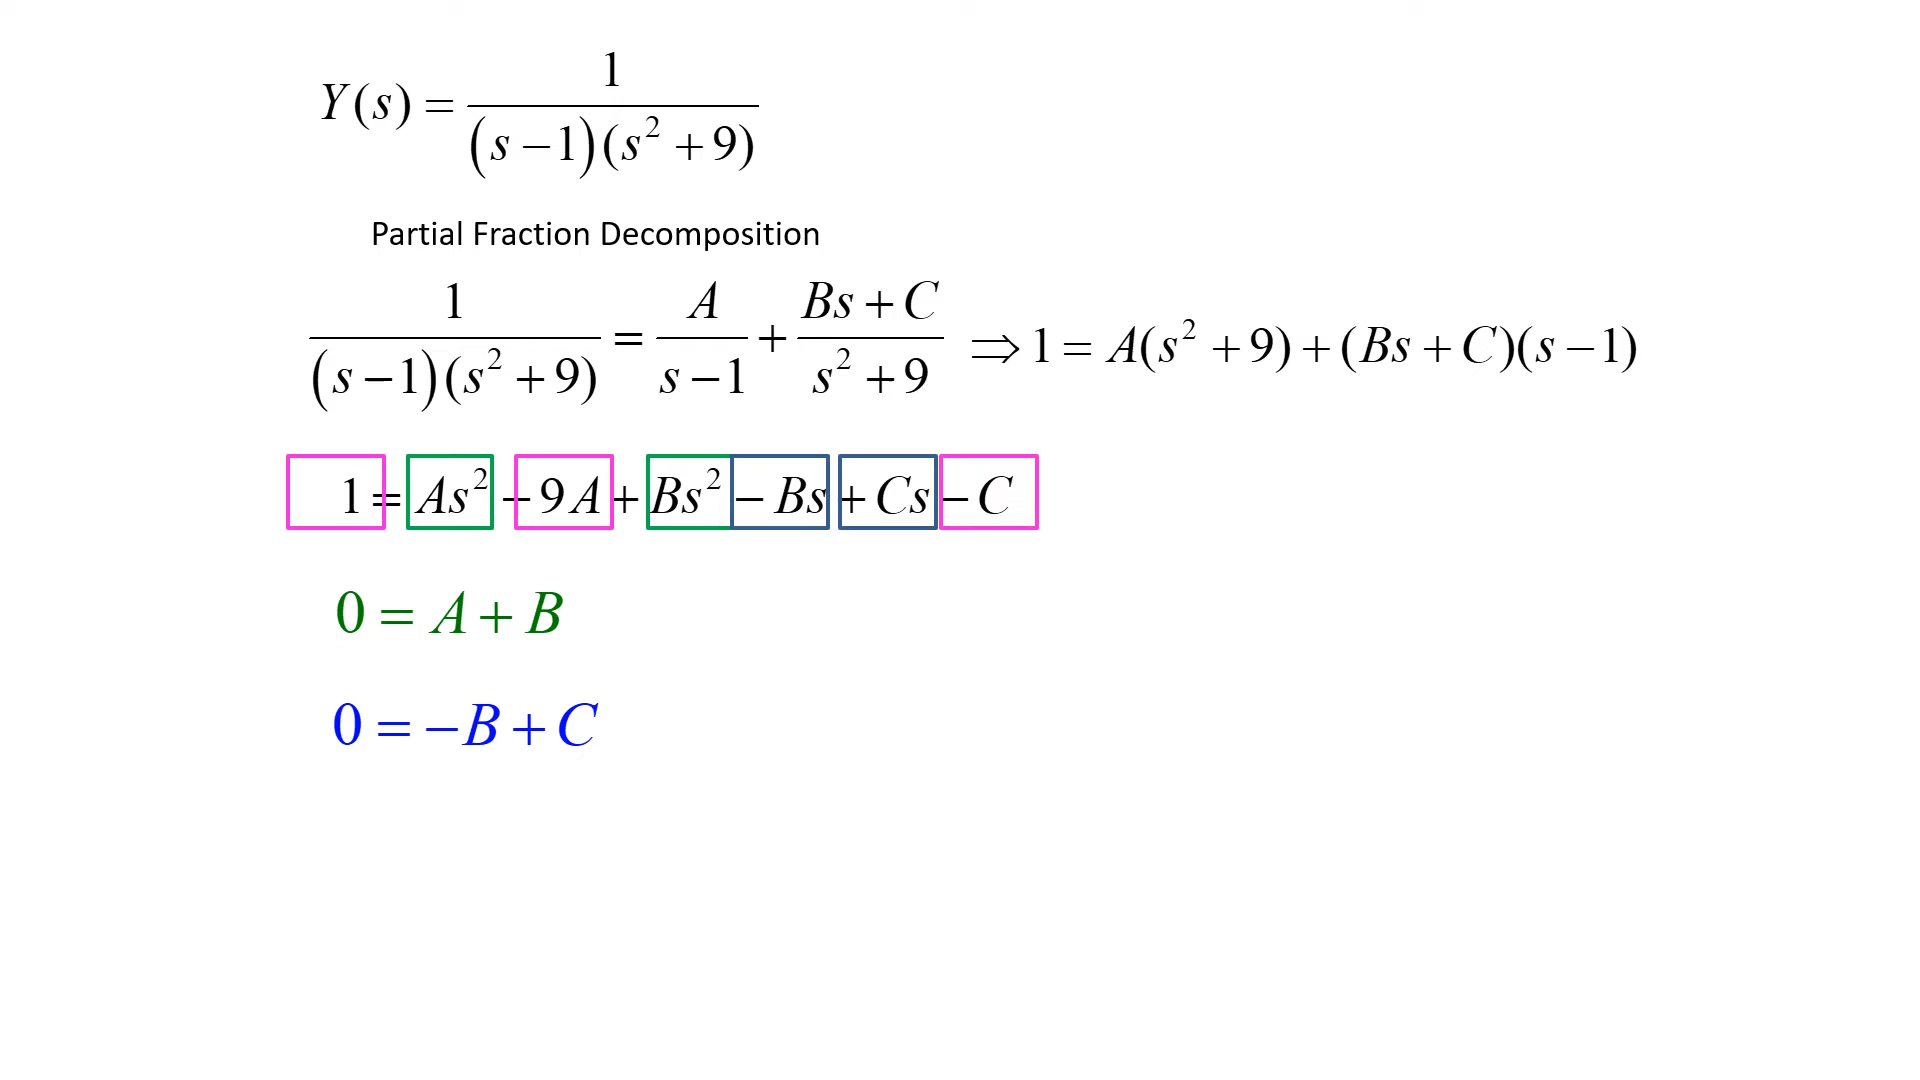 Y(s) = 1 / ((s − 1)(s² + 9))
Partial Fraction Decomposition
1 / ((s − 1)(s² + 9)) = A / (s − 1) + (Bs + C) / (s² + 9) ⇒ 1 = A(s² + 9) + (Bs + C)(s − 1)
1 = As² − 9A + Bs² − Bs + Cs − C
0 = A + B
0 = −B + C